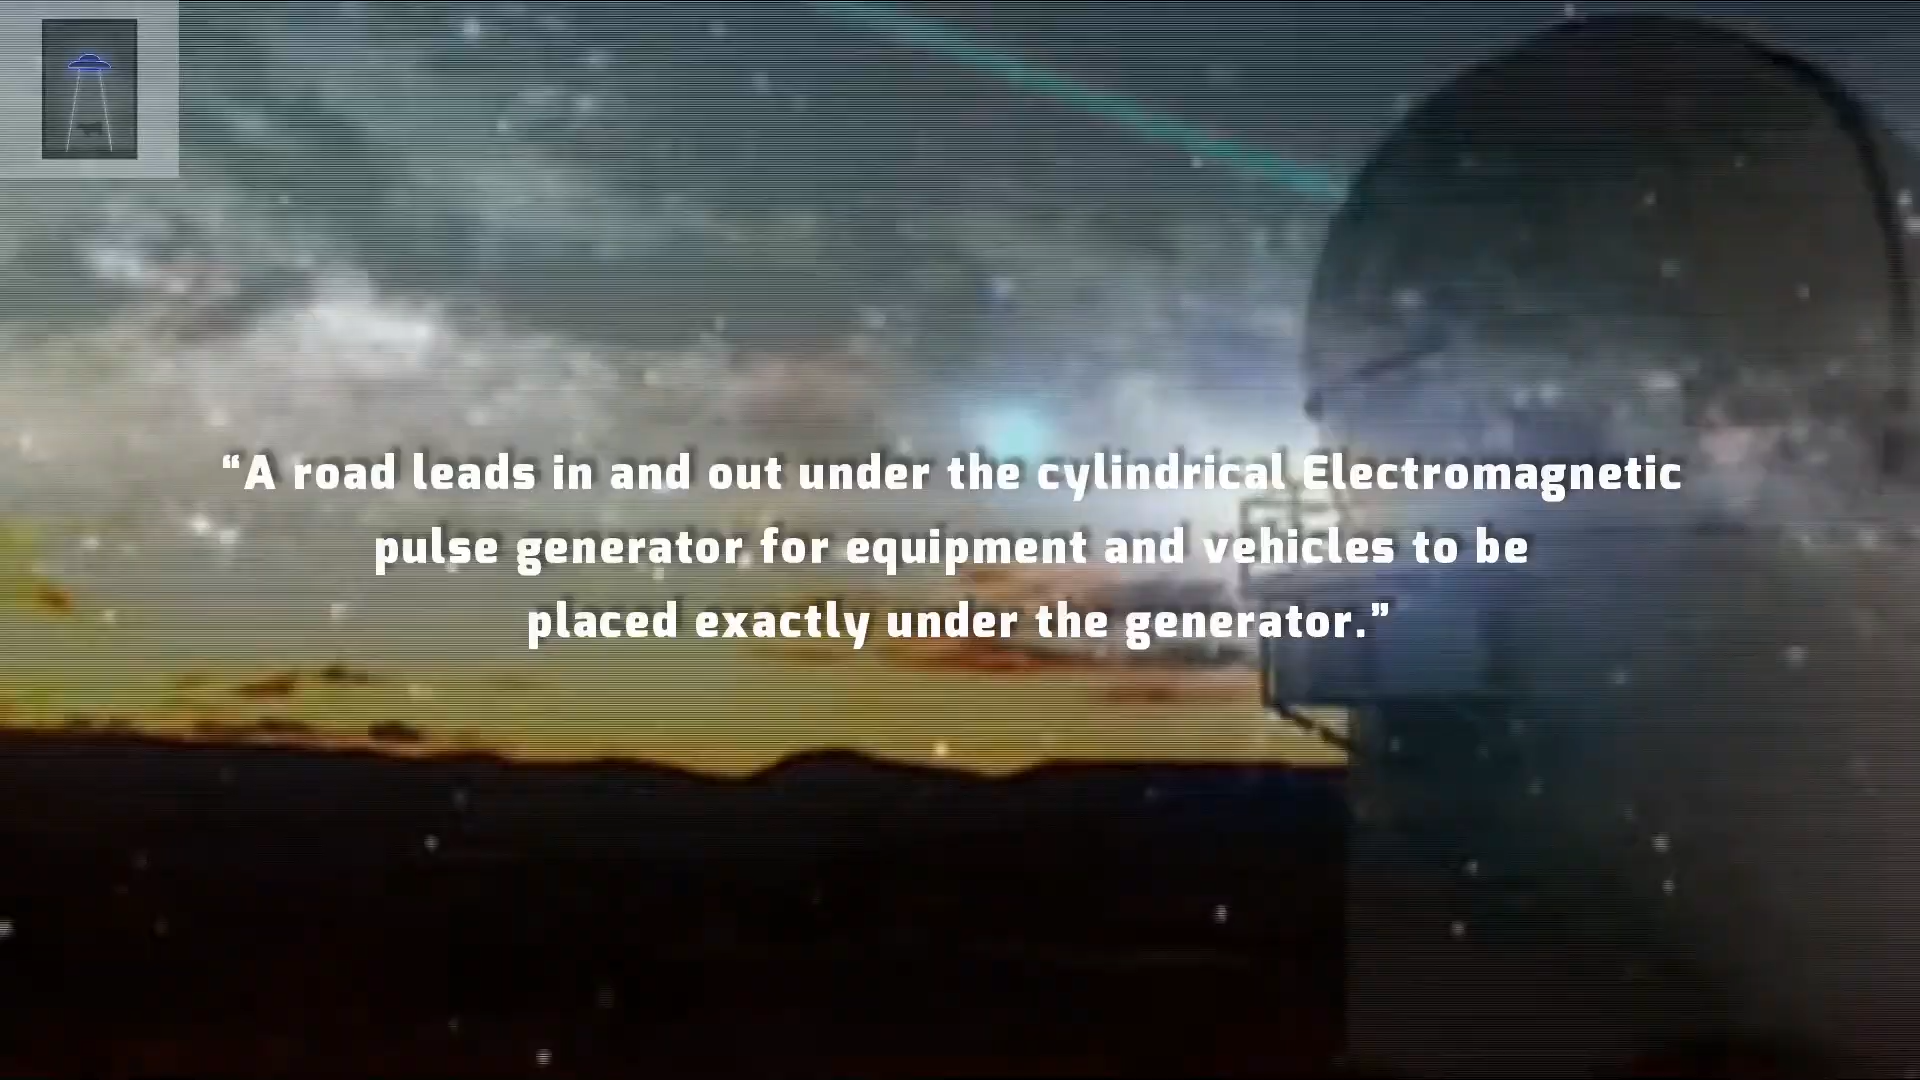 “A road leads in and out under the cylindrical Electromagnetic
pulse generator for equipment and vehicles to be
placed exactly under the generator.”